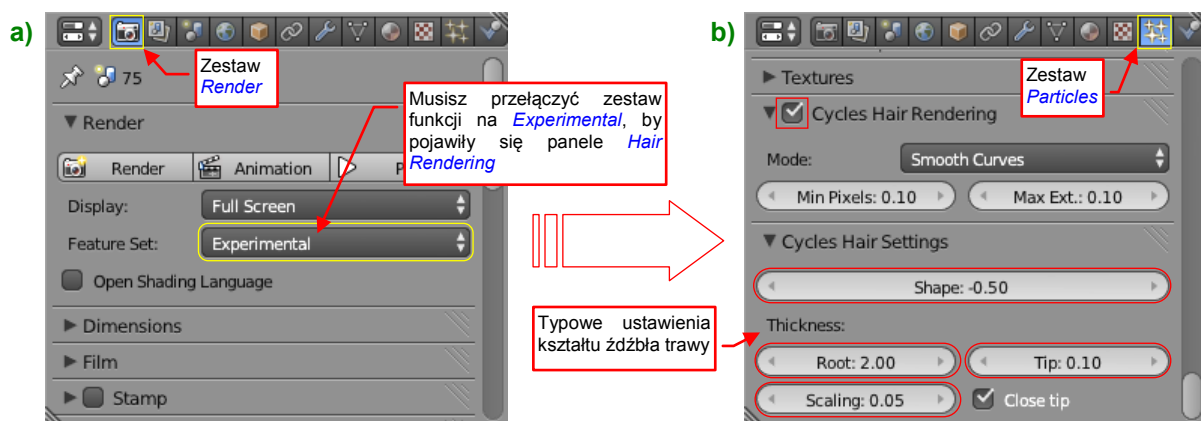 a)
75
Zestaw
Render
Musisz przełączyć zestaw
funkcji na Experimental, by
pojawiły się panele Hair
Rendering
Render
Render Animation P
Display: Full Screen
Feature Set: Experimental
Open Shading Language
Dimensions
Film
Stamp
Typowe ustawienia
kształtu źdźbła trawy
b)
Textures
Zestaw
Particles
Cycles Hair Rendering
Mode: Smooth Curves
Min Pixels: 0.10 Max Ext.: 0.10
Cycles Hair Settings
Shape: -0.50
Thickness:
Root: 2.00 Tip: 0.10
Scaling: 0.05 Close tip